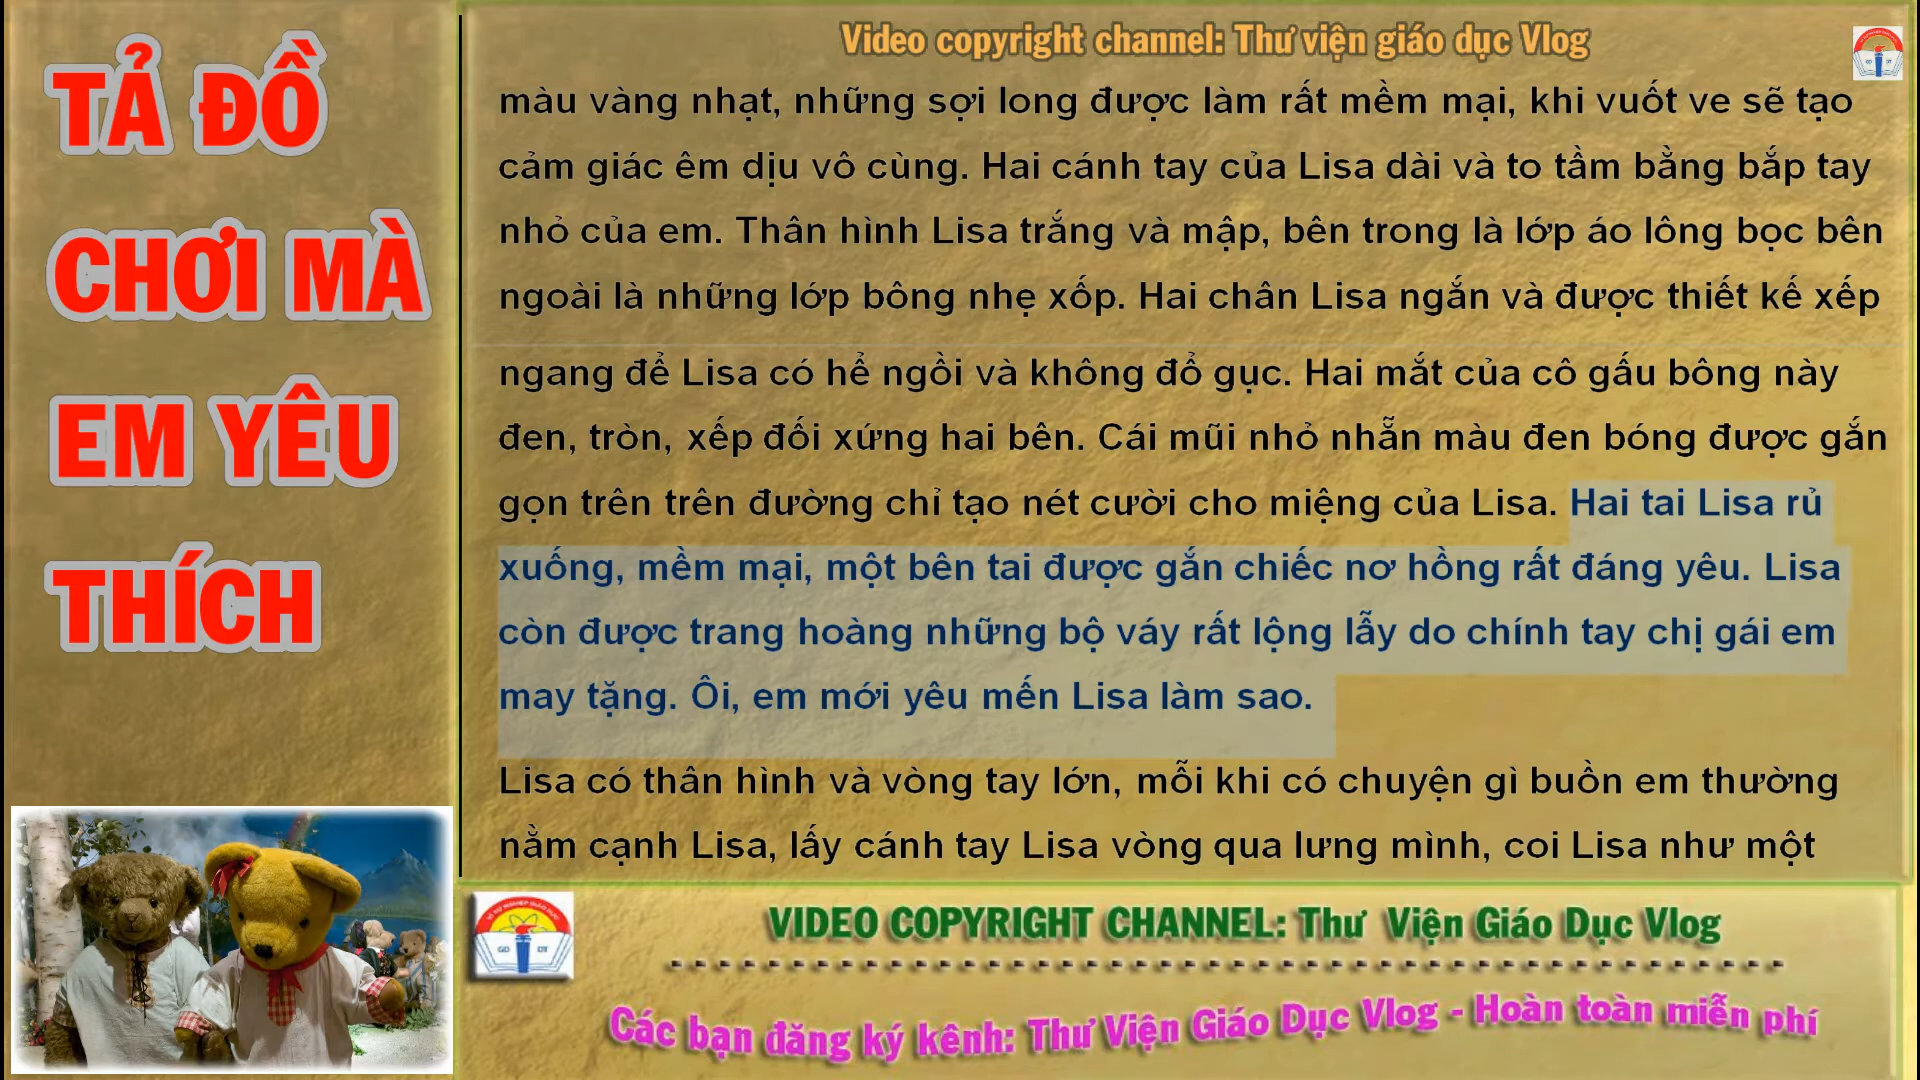 TẢ ĐỒ
CHƠI MÀ
EM YÊU
THÍCH
Video copyright channel: Thư viện giáo dục Vlog
màu vàng nhạt, những sợi long được làm rất mềm mại, khi vuốt ve sẽ tạo
cảm giác êm dịu vô cùng. Hai cánh tay của Lisa dài và to tầm bằng bắp tay
nhỏ của em. Thân hình Lisa trắng và mập, bên trong là lớp áo lông bọc bên
ngoài là những lớp bông nhẹ xốp. Hai chân Lisa ngắn và được thiết kế xếp
ngang để Lisa có hể ngồi và không đổ gục. Hai mắt của cô gấu bông này
đen, tròn, xếp đối xứng hai bên. Cái mũi nhỏ nhẵn màu đen bóng được gắn
gọn trên trên đường chỉ tạo nét cười cho miệng của Lisa. Hai tai Lisa rủ
xuống, mềm mại, một bên tai được gắn chiếc nơ hồng rất đáng yêu. Lisa
còn được trang hoàng những bộ váy rất lộng lẫy do chính tay chị gái em
may tặng. Ôi, em mới yêu mến Lisa làm sao.
Lisa có thân hình và vòng tay lớn, mỗi khi có chuyện gì buồn em thường
nằm cạnh Lisa, lấy cánh tay Lisa vòng qua lưng mình, coi Lisa như một
GD ĐT
VIDEO COPYRIGHT CHANNEL: Thư Viện Giáo Dục Vlog
Các bạn đăng ký kênh: Thư Viện Giáo Dục Vlog - Hoàn toàn miễn phí